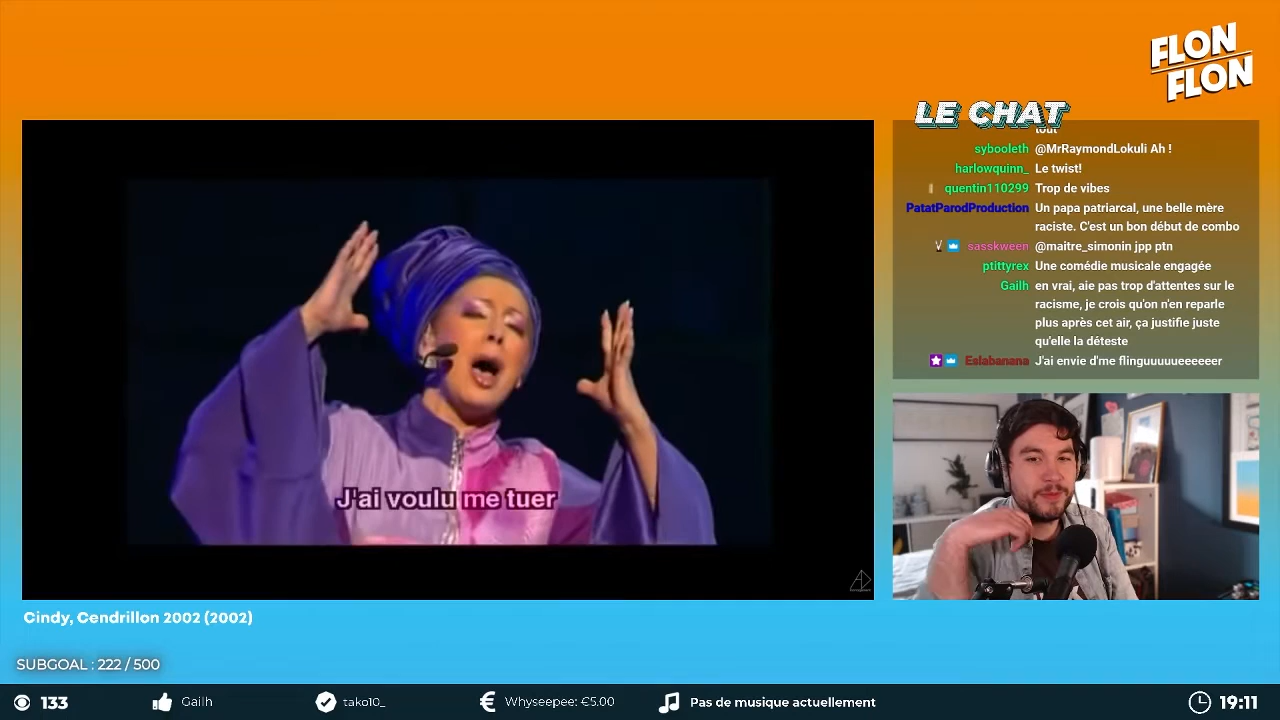 FLON
FLON
LE CHAT
tout
sybooleth @MrRaymondLokuli Ah !
harlowquinn_ Le twist!
quentin110299 Trop de vibes
PatatParodProduction Un papa patriarcal, une belle mère
raciste. C'est un bon début de combo
sasskween @maitre_simonin jpp ptn
ptittyrex Une comédie musicale engagée
Gailh en vrai, aie pas trop d'attentes sur le
racisme, je crois qu'on n'en reparle
plus après cet air, ça justifie juste
qu'elle la déteste
Eslabanana J'ai envie d'me flinguuuuueeeeeer
J'ai voulu me tuer
Cindy, Cendrillon 2002 (2002)
SUBGOAL : 222 / 500
133 Gailh tako10_ Whyseepee: €5.00 Pas de musique actuellement 19:11